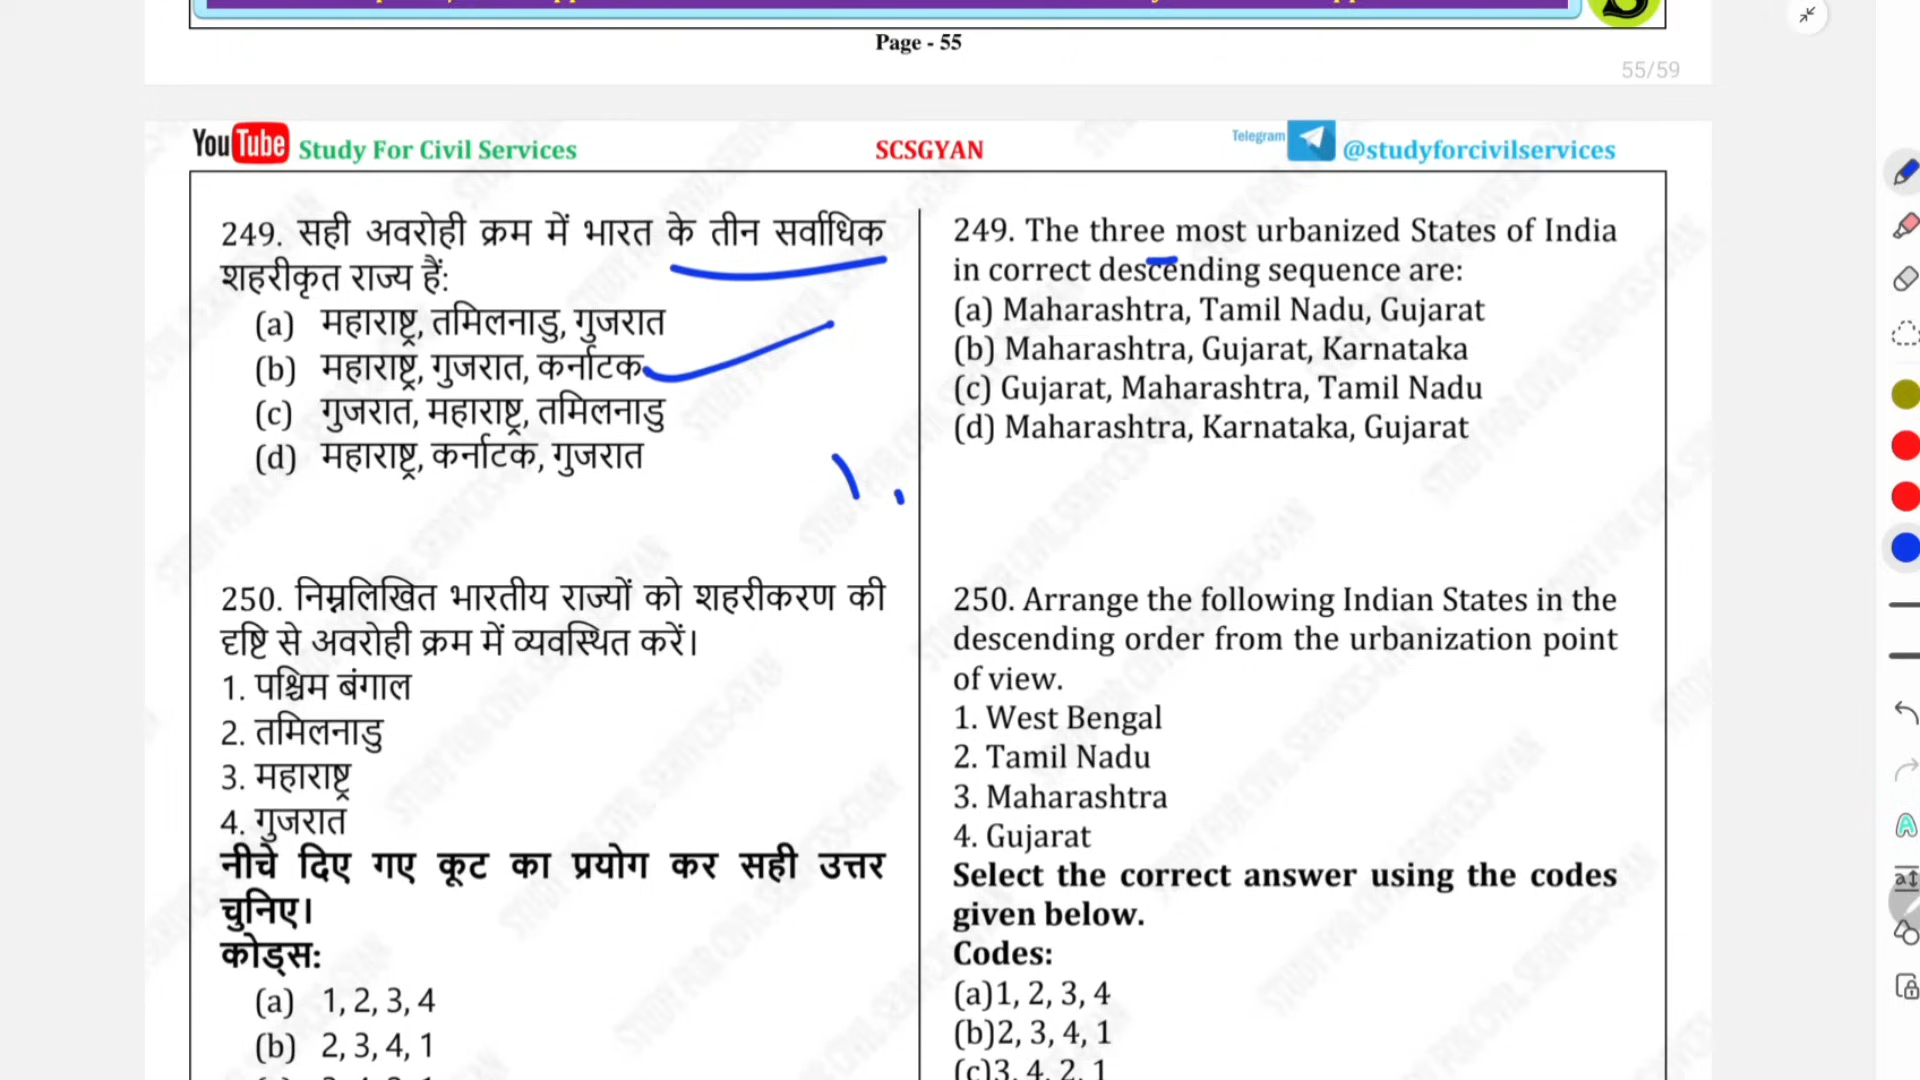 Page - 55
55/59
YouTube Study For Civil Services
SCSGYAN
Telegram @studyforcivilservices
249. सही अवरोही क्रम में भारत के तीन सर्वाधिक
शहरीकृत राज्य हैं:
(a) महाराष्ट्र, तमिलनाडु, गुजरात
(b) महाराष्ट्र, गुजरात, कर्नाटक
(c) गुजरात, महाराष्ट्र, तमिलनाडु
(d) महाराष्ट्र, कर्नाटक, गुजरात
250. निम्नलिखित भारतीय राज्यों को शहरीकरण की
दृष्टि से अवरोही क्रम में व्यवस्थित करें।
1. पश्चिम बंगाल
2. तमिलनाडु
3. महाराष्ट्र
4. गुजरात
नीचे दिए गए कूट का प्रयोग कर सही उत्तर
चुनिए।
कोड्स:
(a) 1, 2, 3, 4
(b) 2, 3, 4, 1
249. The three most urbanized States of India
in correct descending sequence are:
(a) Maharashtra, Tamil Nadu, Gujarat
(b) Maharashtra, Gujarat, Karnataka
(c) Gujarat, Maharashtra, Tamil Nadu
(d) Maharashtra, Karnataka, Gujarat
250. Arrange the following Indian States in the
descending order from the urbanization point
of view.
1. West Bengal
2. Tamil Nadu
3. Maharashtra
4. Gujarat
Select the correct answer using the codes
given below.
Codes:
(a)1, 2, 3, 4
(b)2, 3, 4, 1
(c)3, 4, 2, 1